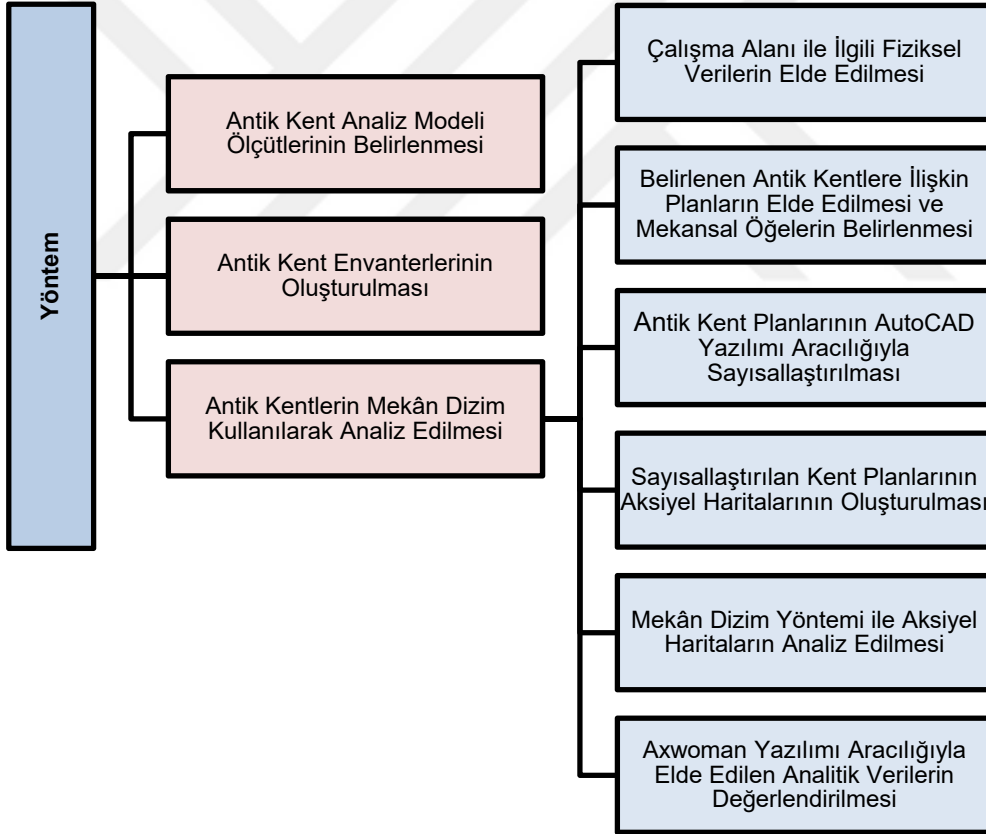 Yöntem
Antik Kent Analiz Modeli
Ölçütlerinin Belirlenmesi
Antik Kent Envanterlerinin
Oluşturulması
Antik Kentlerin Mekân Dizim
Kullanılarak Analiz Edilmesi
Çalışma Alanı ile İlgili Fiziksel
Verilerin Elde Edilmesi
Belirlenen Antik Kentlere İlişkin
Planların Elde Edilmesi ve
Mekansal Öğelerin Belirlenmesi
Antik Kent Planlarının AutoCAD
Yazılımı Aracılığıyla
Sayısallaştırılması
Sayısallaştırılan Kent Planlarının
Aksiyel Haritalarının Oluşturulması
Mekân Dizim Yöntemi ile Aksiyel
Haritaların Analiz Edilmesi
Axwoman Yazılımı Aracılığıyla
Elde Edilen Analitik Verilerin
Değerlendirilmesi